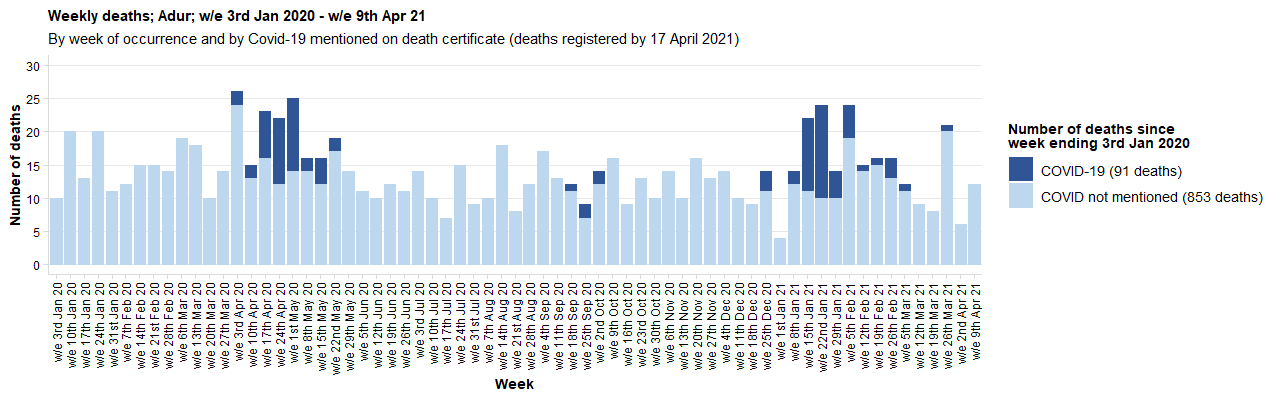 Weekly deaths; Adur; w/e 3rd Jan 2020 - w/e 9th Apr 21
By week of occurrence and by Covid-19 mentioned on death certificate (deaths registered by 17 April 2021)
Number of deaths
30
25
20
15
10
5
0
w/e 3rd Jan 20
w/e 10th Jan 20
w/e 17th Jan 20
w/e 24th Jan 20
w/e 31st Jan 20
w/e 7th Feb 20
w/e 14th Feb 20
w/e 21st Feb 20
w/e 28th Feb 20
w/e 6th Mar 20
w/e 13th Mar 20
w/e 20th Mar 20
w/e 27th Mar 20
w/e 3rd Apr 20
w/e 10th Apr 20
w/e 17th Apr 20
w/e 24th Apr 20
w/e 1st May 20
w/e 8th May 20
w/e 15th May 20
w/e 22nd May 20
w/e 29th May 20
w/e 5th Jun 20
w/e 12th Jun 20
w/e 19th Jun 20
w/e 26th Jun 20
w/e 3rd Jul 20
w/e 10th Jul 20
w/e 17th Jul 20
w/e 24th Jul 20
w/e 31st Jul 20
w/e 7th Aug 20
w/e 14th Aug 20
w/e 21st Aug 20
w/e 28th Aug 20
w/e 4th Sep 20
w/e 11th Sep 20
w/e 18th Sep 20
w/e 25th Sep 20
w/e 2nd Oct 20
w/e 9th Oct 20
w/e 16th Oct 20
w/e 23rd Oct 20
w/e 30th Oct 20
w/e 6th Nov 20
w/e 13th Nov 20
w/e 20th Nov 20
w/e 27th Nov 20
w/e 4th Dec 20
w/e 11th Dec 20
w/e 18th Dec 20
w/e 25th Dec 20
w/e 1st Jan 21
w/e 8th Jan 21
w/e 15th Jan 21
w/e 22nd Jan 21
w/e 29th Jan 21
w/e 5th Feb 21
w/e 12th Feb 21
w/e 19th Feb 21
w/e 26th Feb 21
w/e 5th Mar 21
w/e 12th Mar 21
w/e 19th Mar 21
w/e 26th Mar 21
w/e 2nd Apr 21
w/e 9th Apr 21
Week
Number of deaths since
week ending 3rd Jan 2020
COVID-19 (91 deaths)
COVID not mentioned (853 deaths)